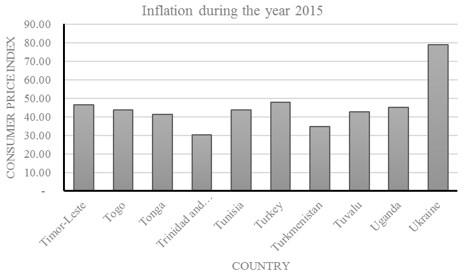 Inflation during the year 2015
CONSUMER PRICE INDEX
90.00
80.00
70.00
60.00
50.00
40.00
30.00
20.00
10.00
-
Timor-Leste
Togo
Tonga
Trinidad and…
Tunisia
Turkey
Turkmenistan
Tuvalu
Uganda
Ukraine
COUNTRY